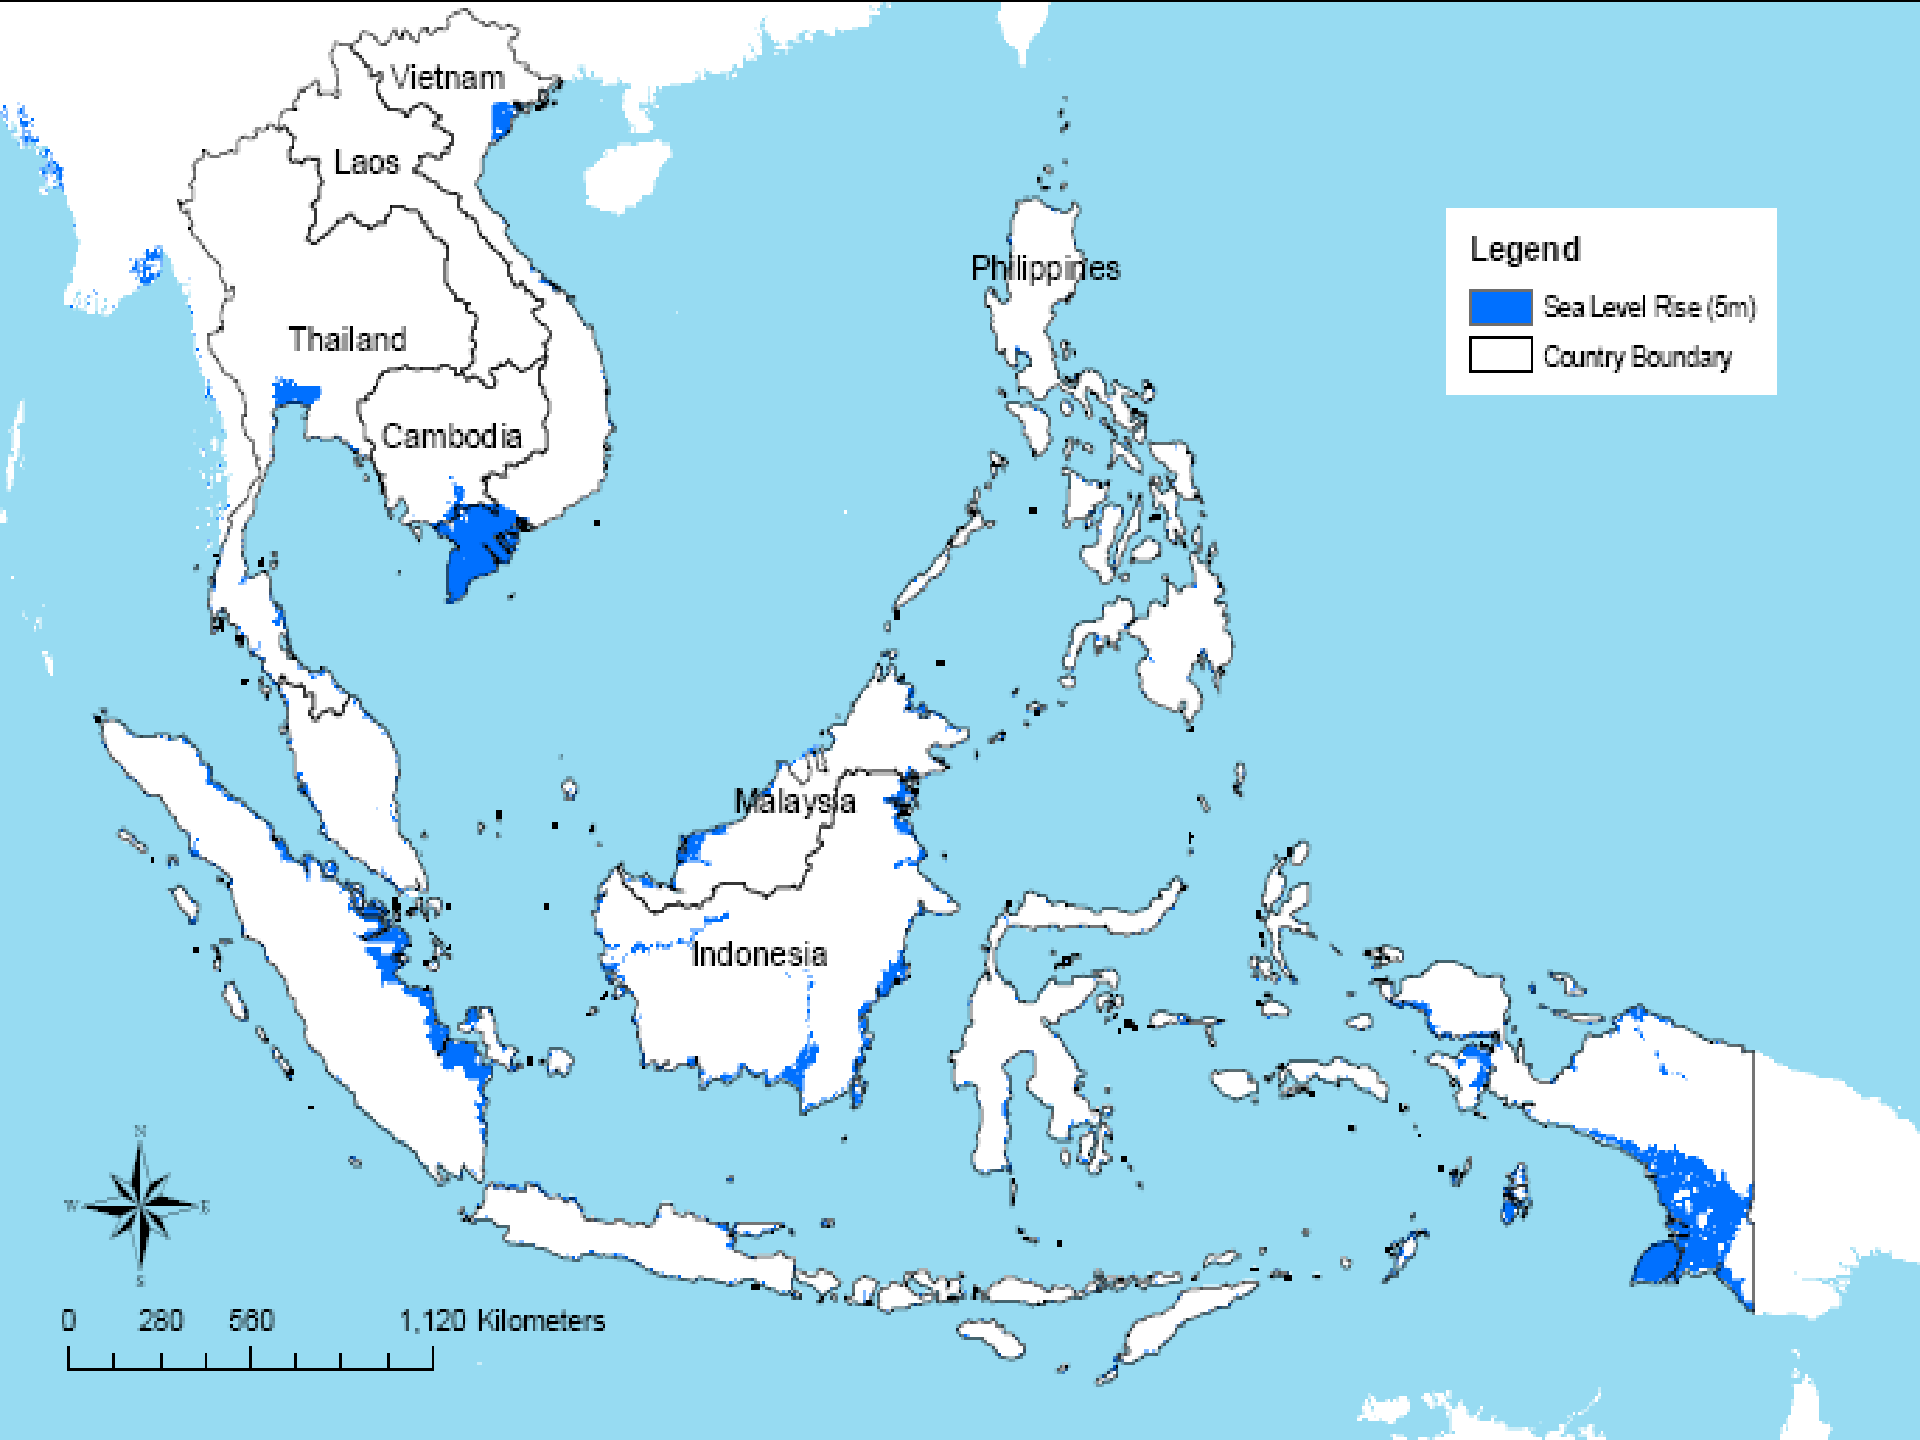 Vietnam
Laos
Philippines
Legend
Sea Level Rise (5m)
Country Boundary
Thailand
Cambodia
Malaysia
Indonesia
N
W E
S
0 280 560 1,120 Kilometers